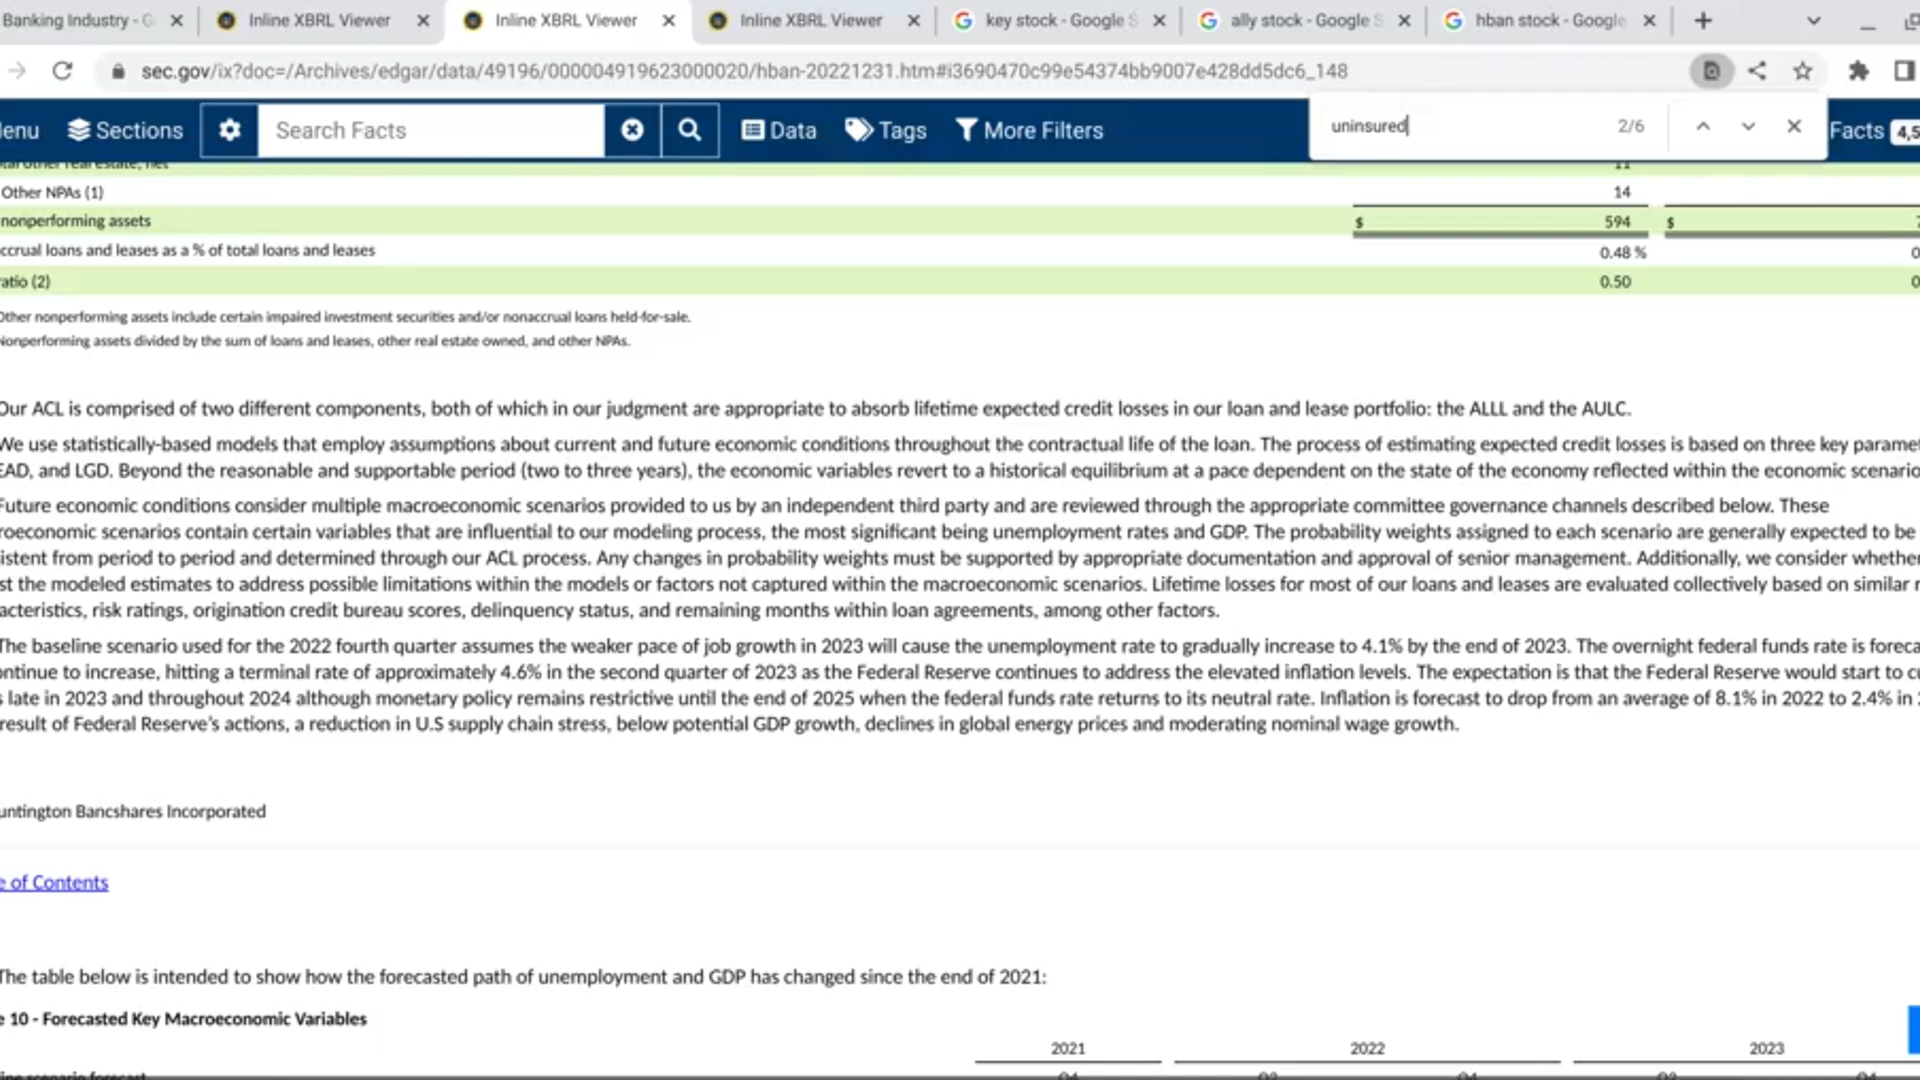 Banking Industry - G
Inline XBRL Viewer
Inline XBRL Viewer
Inline XBRL Viewer
key stock - Google S
ally stock - Google S
hban stock - Google
sec.gov/ix?doc=/Archives/edgar/data/49196/000004919623000020/hban-20221231.htm#i3690470c99e54374bb9007e428dd5dc6_148
enu Sections Search Facts Data Tags More Filters Facts 4,5
uninsured 2/6
Other NPAs (1) 14
nonperforming assets $ 594 $
ccrual loans and leases as a % of total loans and leases 0.48 % 0
ratio (2) 0.50 0
Other nonperforming assets include certain impaired investment securities and/or nonaccrual loans held-for-sale.
Nonperforming assets divided by the sum of loans and leases, other real estate owned, and other NPAs.
Our ACL is comprised of two different components, both of which in our judgment are appropriate to absorb lifetime expected credit losses in our loan and lease portfolio: the ALLL and the AULC.
We use statistically-based models that employ assumptions about current and future economic conditions throughout the contractual life of the loan. The process of estimating expected credit losses is based on three key paramet
EAD, and LGD. Beyond the reasonable and supportable period (two to three years), the economic variables revert to a historical equilibrium at a pace dependent on the state of the economy reflected within the economic scenario
Future economic conditions consider multiple macroeconomic scenarios provided to us by an independent third party and are reviewed through the appropriate committee governance channels described below. These
roeconomic scenarios contain certain variables that are influential to our modeling process, the most significant being unemployment rates and GDP. The probability weights assigned to each scenario are generally expected to be
istent from period to period and determined through our ACL process. Any changes in probability weights must be supported by appropriate documentation and approval of senior management. Additionally, we consider whether
st the modeled estimates to address possible limitations within the models or factors not captured within the macroeconomic scenarios. Lifetime losses for most of our loans and leases are evaluated collectively based on similar r
acteristics, risk ratings, origination credit bureau scores, delinquency status, and remaining months within loan agreements, among other factors.
The baseline scenario used for the 2022 fourth quarter assumes the weaker pace of job growth in 2023 will cause the unemployment rate to gradually increase to 4.1% by the end of 2023. The overnight federal funds rate is foreca
ontinue to increase, hitting a terminal rate of approximately 4.6% in the second quarter of 2023 as the Federal Reserve continues to address the elevated inflation levels. The expectation is that the Federal Reserve would start to cu
s late in 2023 and throughout 2024 although monetary policy remains restrictive until the end of 2025 when the federal funds rate returns to its neutral rate. Inflation is forecast to drop from an average of 8.1% in 2022 to 2.4% in
result of Federal Reserve's actions, a reduction in U.S supply chain stress, below potential GDP growth, declines in global energy prices and moderating nominal wage growth.
untington Bancshares Incorporated
e of Contents
The table below is intended to show how the forecasted path of unemployment and GDP has changed since the end of 2021:
e 10 - Forecasted Key Macroeconomic Variables
2021 2022 2023